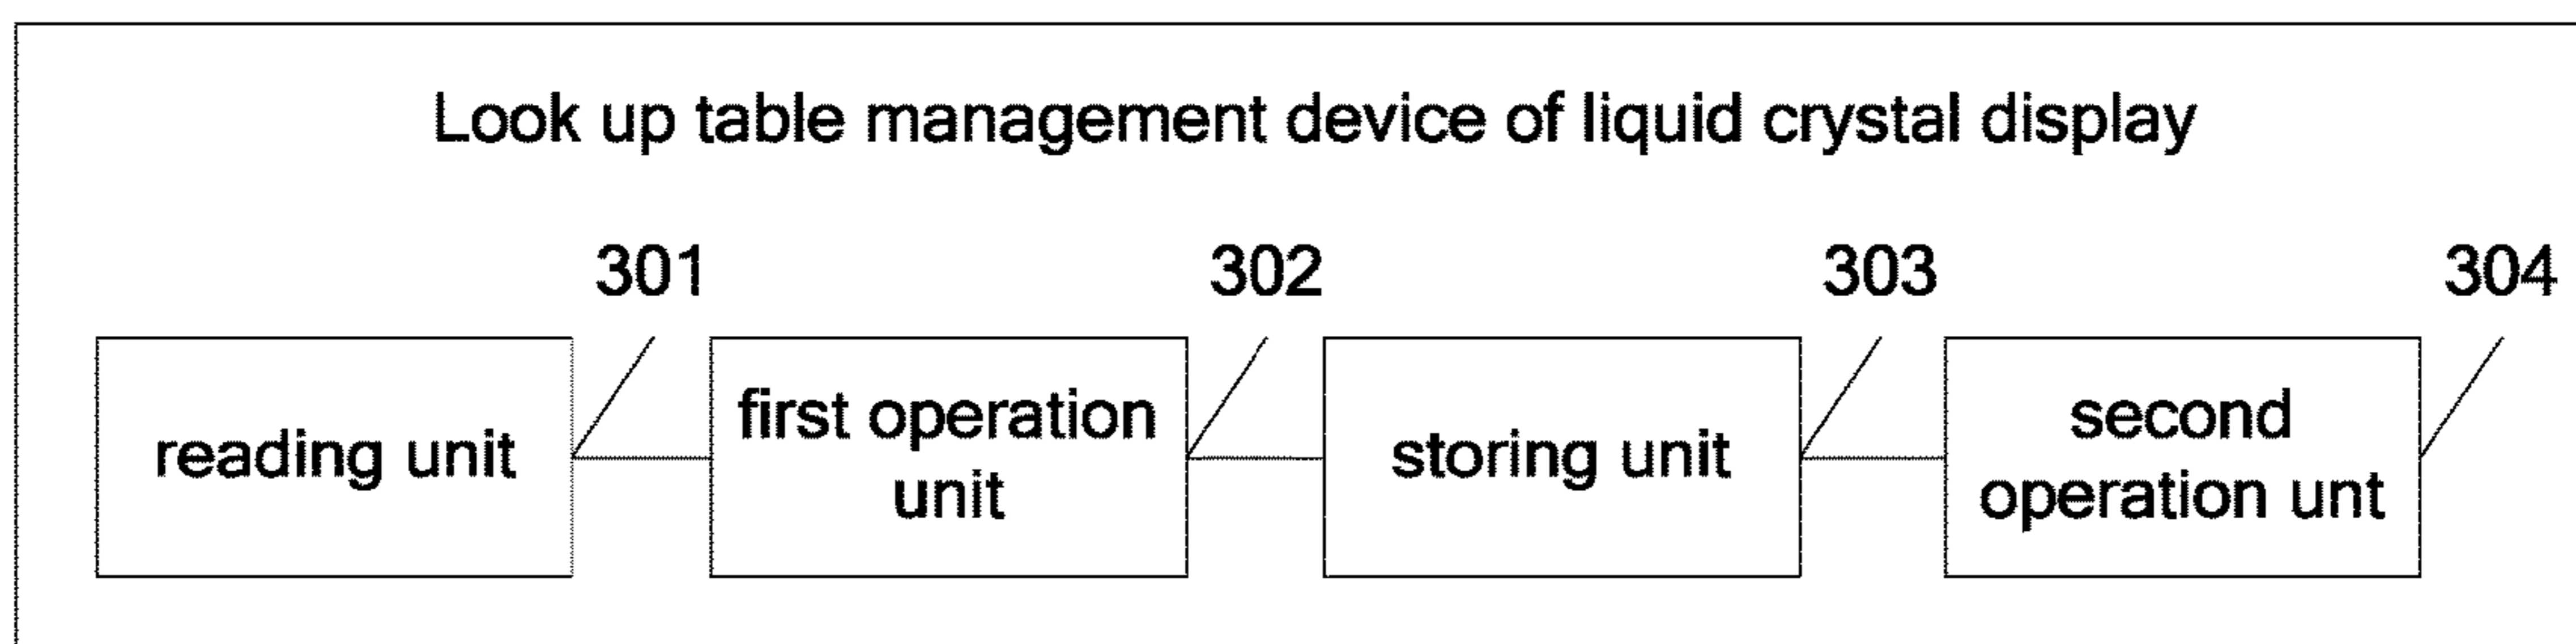 Look up table management device of liquid crystal display
301
302
303
304
reading unit
first operation
unit
storing unit
second
operation unt